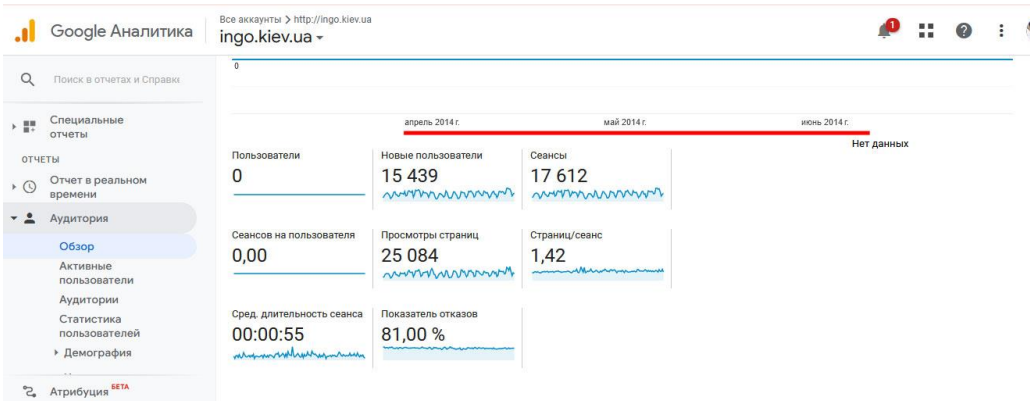 Google Аналитика
Все аккаунты > http://ingo.kiev.ua
ingo.kiev.ua
1
Поиск в отчетах и Справке
Специальные
отчеты
ОТЧЕТЫ
Отчет в реальном
времени
Аудитория
Обзор
Активные
пользователи
Аудитории
Статистика
пользователей
Демография
Атрибуция БЕТА
0
апрель 2014 г.
май 2014 г.
июнь 2014 г.
Нет данных
Пользователи
0
Новые пользователи
15 439
Сеансы
17 612
Сеансов на пользователя
0,00
Просмотры страниц
25 084
Страниц/сеанс
1,42
Сред. длительность сеанса
00:00:55
Показатель отказов
81,00 %